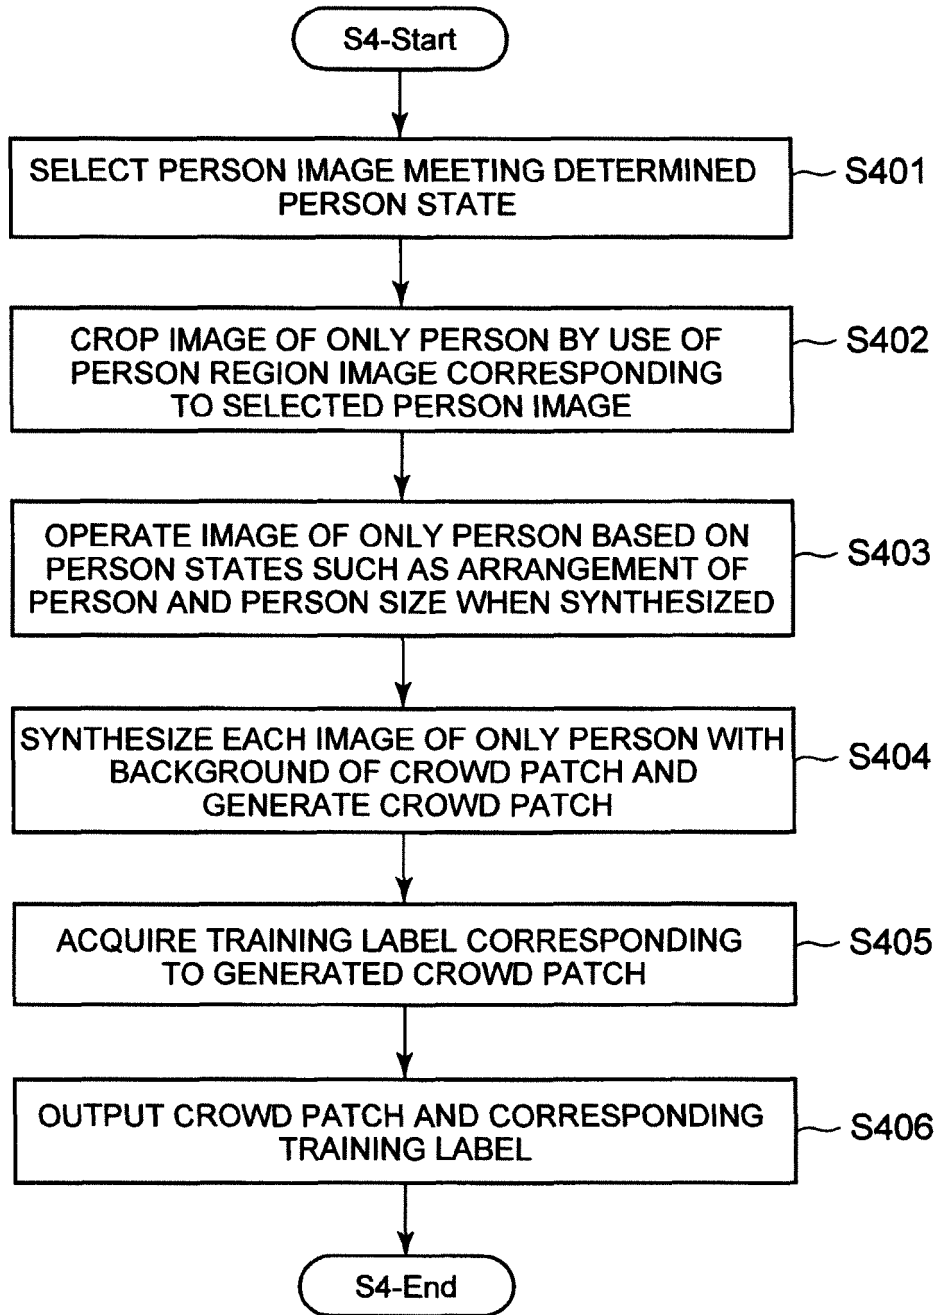 S4-Start
SELECT PERSON IMAGE MEETING DETERMINED
PERSON STATE
S401
CROP IMAGE OF ONLY PERSON BY USE OF
PERSON REGION IMAGE CORRESPONDING
TO SELECTED PERSON IMAGE
S402
OPERATE IMAGE OF ONLY PERSON BASED ON
PERSON STATES SUCH AS ARRANGEMENT OF
PERSON AND PERSON SIZE WHEN SYNTHESIZED
S403
SYNTHESIZE EACH IMAGE OF ONLY PERSON WITH
BACKGROUND OF CROWD PATCH AND
GENERATE CROWD PATCH
S404
ACQUIRE TRAINING LABEL CORRESPONDING
TO GENERATED CROWD PATCH
S405
OUTPUT CROWD PATCH AND CORRESPONDING
TRAINING LABEL
S406
S4-End